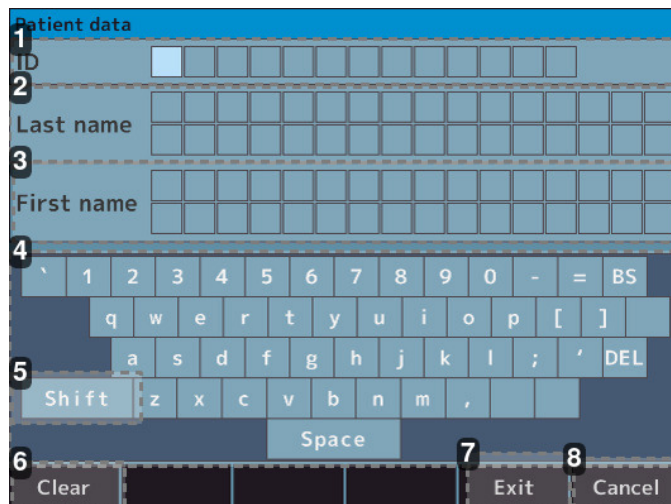 Patient data
1
ID
2
Last name
3
First name
4
` 1 2 3 4 5 6 7 8 9 0 - = BS
q w e r t y u i o p [ ]
a s d f g h j k l ; ' DEL
5
Shift z x c v b n m ,
Space
6 7 8
Clear Exit Cancel